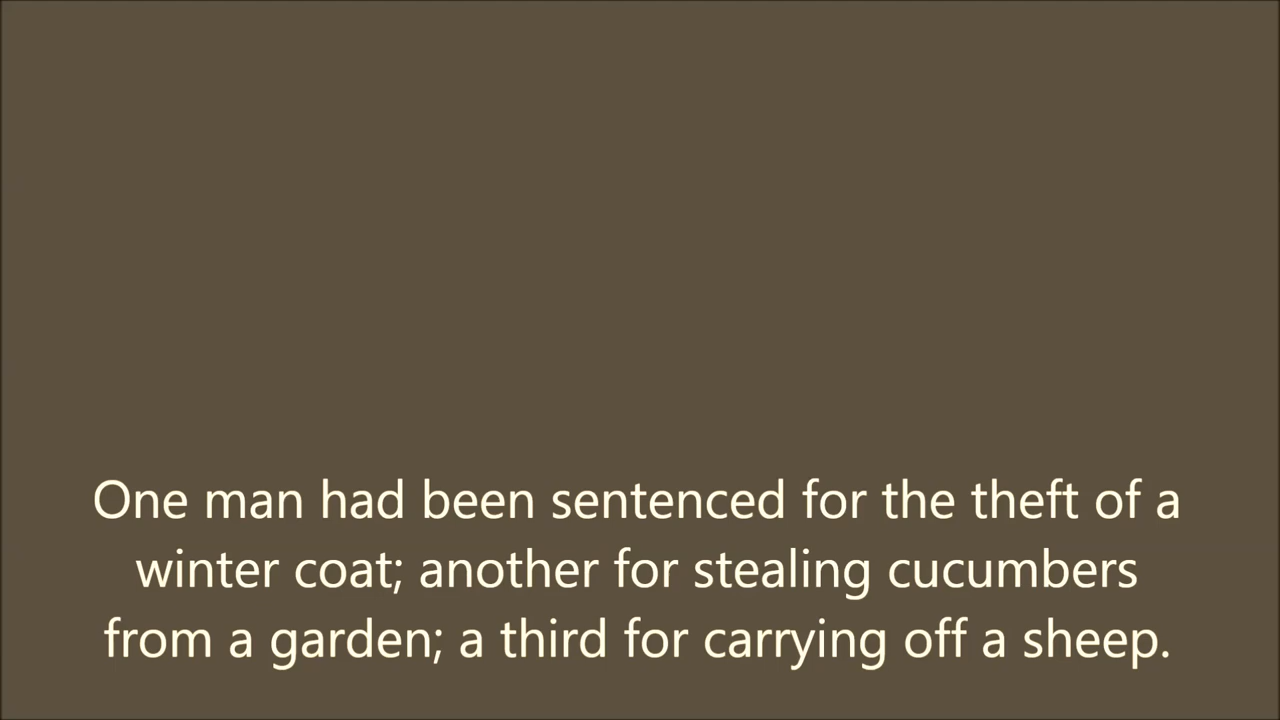 One man had been sentenced for the theft of a
winter coat; another for stealing cucumbers
from a garden; a third for carrying off a sheep.